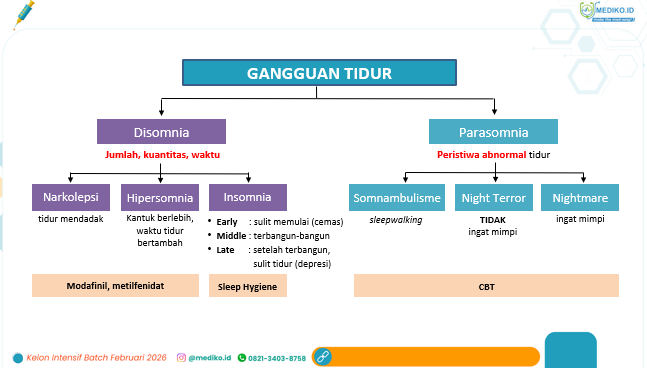 MEDIKO.ID
GANGGUAN TIDUR
Disomnia
Jumlah, kuantitas, waktu
Parasomnia
Peristiwa abnormal tidur
Narkolepsi
tidur mendadak
Hipersomnia
Kantuk berlebih,
waktu tidur
bertambah
Insomnia
• Early : sulit memulai (cemas)
• Middle : terbangun-bangun
• Late : setelah terbangun,
sulit tidur (depresi)
Somnambulisme
sleepwalking
Night Terror
TIDAK
ingat mimpi
Nightmare
ingat mimpi
Modafinil, metilfenidat
Sleep Hygiene
CBT
Kelon Intensif Batch Februari 2026
@mediko.id
0821-3403-8758